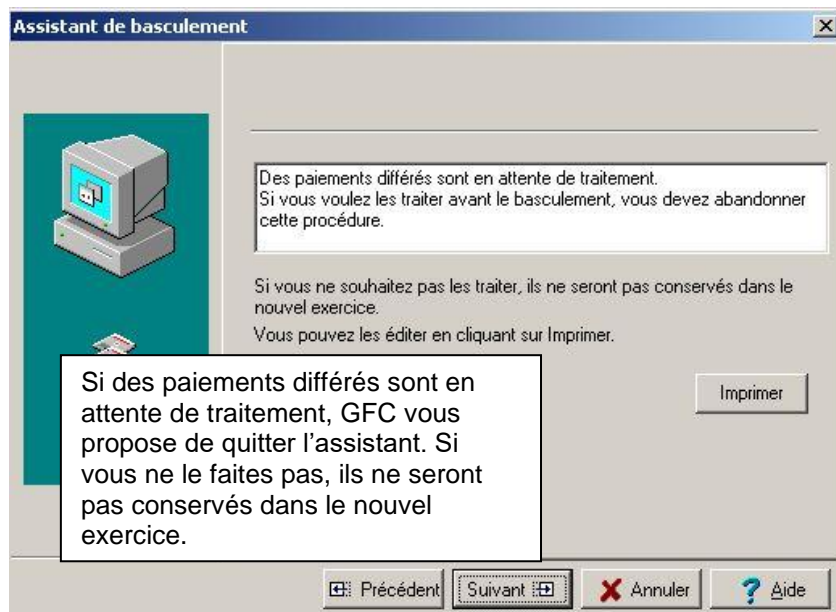 Assistant de basculement
Des paiements différés sont en attente de traitement.
Si vous voulez les traiter avant le basculement, vous devez abandonner
cette procédure.
Si vous ne souhaitez pas les traiter, ils ne seront pas conservés dans le
nouvel exercice.
Vous pouvez les éditer en cliquant sur Imprimer.
Imprimer
Si des paiements différés sont en
attente de traitement, GFC vous
propose de quitter l’assistant. Si
vous ne le faites pas, ils ne seront
pas conservés dans le nouvel
exercice.
Précédent Suivant Annuler Aide